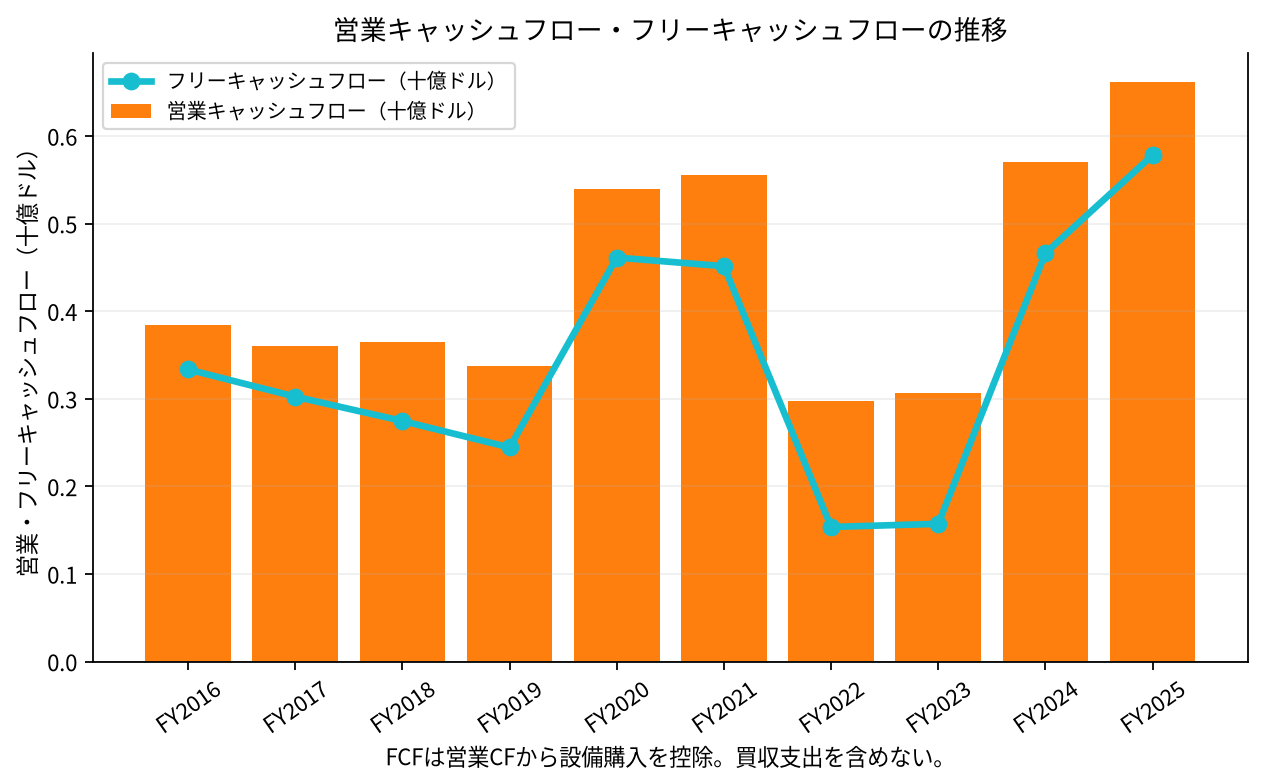 営業キャッシュフロー・フリーキャッシュフローの推移
フリーキャッシュフロー（十億ドル）
営業キャッシュフロー（十億ドル）
営業・フリーキャッシュフロー（十億ドル）
0.6
0.5
0.4
0.3
0.2
0.1
0.0
FY2016
FY2017
FY2018
FY2019
FY2020
FY2021
FY2022
FY2023
FY2024
FY2025
FCFは営業CFから設備購入を控除。買収支出を含めない。